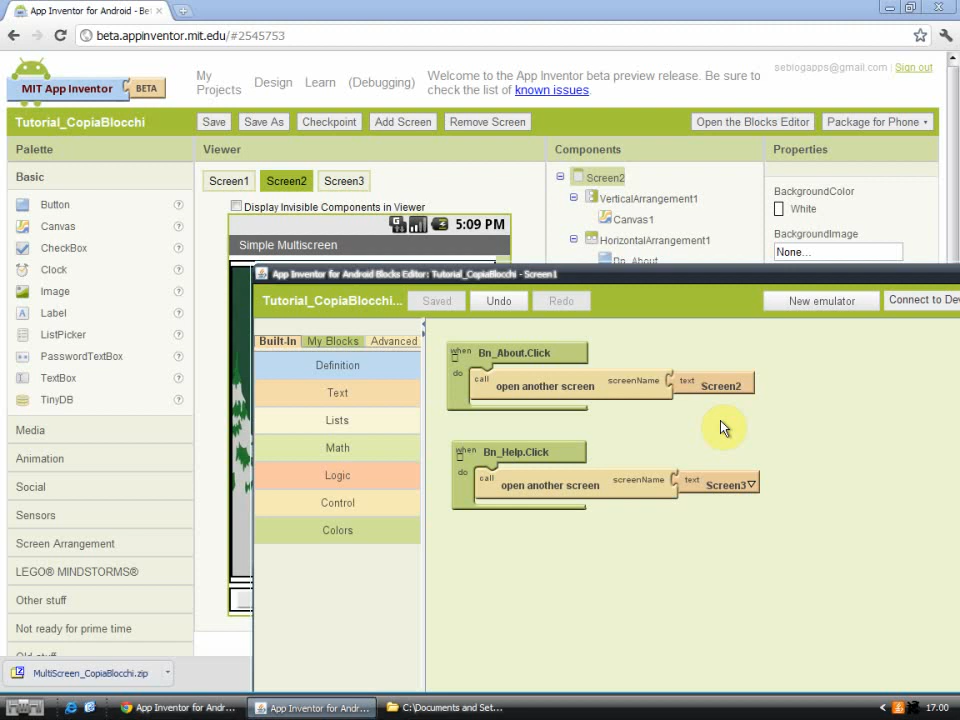 App Inventor for Android - Bet
beta.appinventor.mit.edu/#2545753
MIT App Inventor
BETA
My Projects
Design
Learn
(Debugging)
Welcome to the App Inventor beta preview release. Be sure to
check the list of known issues.
seblogapps@gmail.com
Sign out
Tutorial_CopiaBlocchi
Save
Save As
Checkpoint
Add Screen
Remove Screen
Open the Blocks Editor
Package for Phone
Palette
Viewer
Components
Properties
Basic
Button
Canvas
CheckBox
Clock
Image
Label
ListPicker
PasswordTextBox
TextBox
TinyDB
Media
Animation
Social
Sensors
Screen Arrangement
LEGO® MINDSTORMS®
Other stuff
Not ready for prime time
Old stuff
Screen1
Screen2
Screen3
Display Invisible Components in Viewer
5:09 PM
Simple Multiscreen
Screen2
VerticalArrangement1
Canvas1
HorizontalArrangement1
Bn_About
BackgroundColor
White
BackgroundImage
None...
App Inventor for Android Blocks Editor: Tutorial_CopiaBlocchi - Screen1
Tutorial_CopiaBlocchi...
Saved
Undo
Redo
New emulator
Connect to Dev
Built-In
My Blocks
Advanced
Definition
Text
Lists
Math
Logic
Control
Colors
when Bn_About.Click
do
call open another screen screenName
text Screen2
when Bn_Help.Click
do
call open another screen screenName
text Screen3
MultiScreen_CopiaBlocchi.zip
App Inventor for Andr...
App Inventor for Andr...
C:\Documents and Set...
17.00